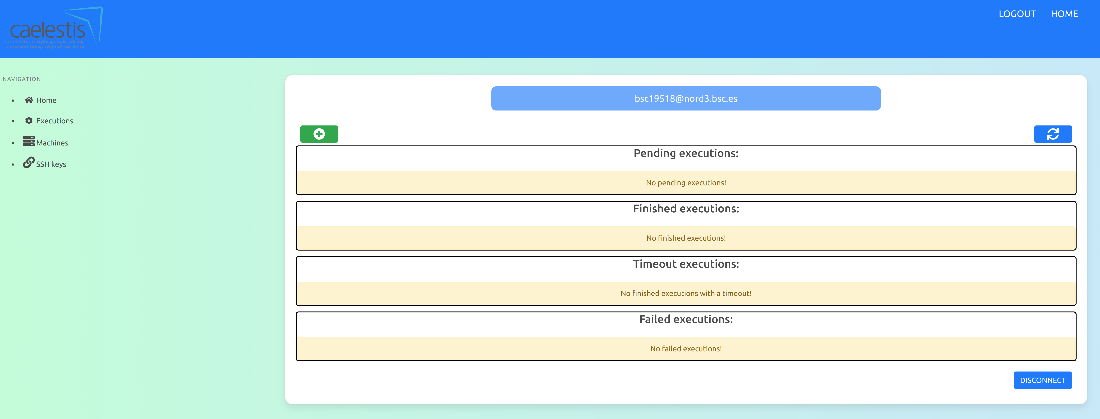 caelestis
LOGOUT HOME
NAVIGATION
Home
Executions
Machines
SSH keys
bsc19518@nord3.bsc.es
Pending executions:
No pending executions!
Finished executions:
No finished executions!
Timeout executions:
No finished executions with a timeout!
Failed executions:
No failed executions!
DISCONNECT